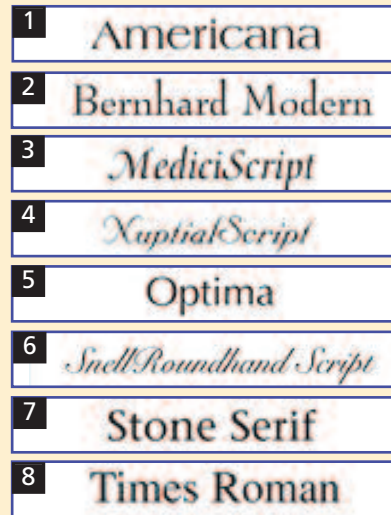 1 Americana
2 Bernhard Modern
3 MediciScript
4 NuptialScript
5 Optima
6 SnellRoundhand Script
7 Stone Serif
8 Times Roman